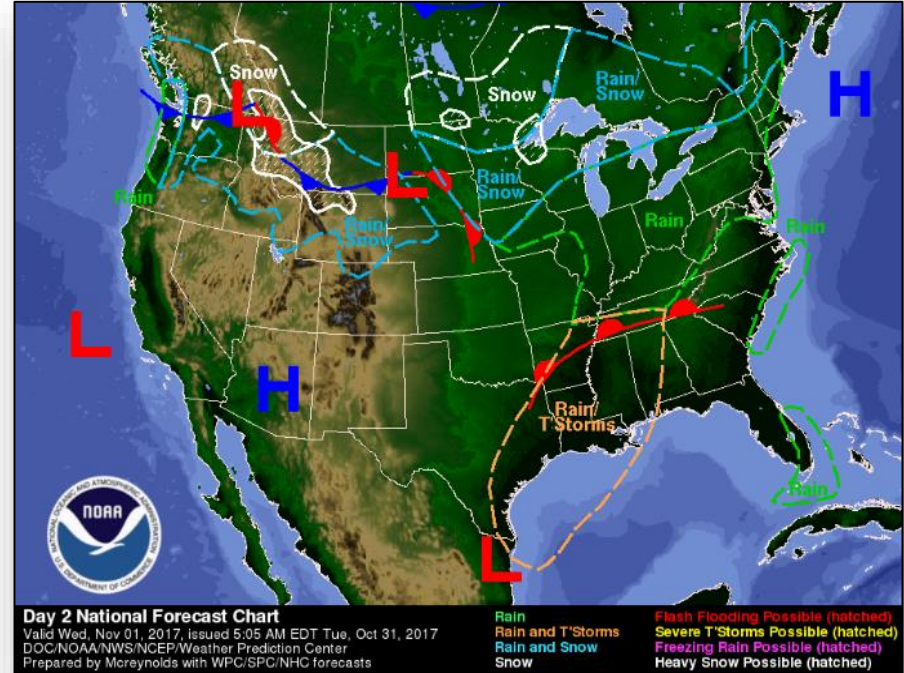 Snow
L
Snow
Rain/
Snow
H
L
Rain/
Snow
Rain
Rain
Rain
Rain/
Snow
L
H
Rain/
T'Storms
Rain
L
NATIONAL OCEANIC AND ATMOSPHERIC ADMINISTRATION
NOAA
U.S. DEPARTMENT OF COMMERCE
Day 2 National Forecast Chart
Valid Wed, Nov 01, 2017, issued 5:05 AM EDT Tue, Oct 31, 2017
DOC/NOAA/NWS/NCEP/Weather Prediction Center
Prepared by Mcreynolds with WPC/SPC/NHC forecasts
Rain
Rain and T'Storms
Rain and Snow
Snow
Flash Flooding Possible (hatched)
Severe T'Storms Possible (hatched)
Freezing Rain Possible (hatched)
Heavy Snow Possible (hatched)